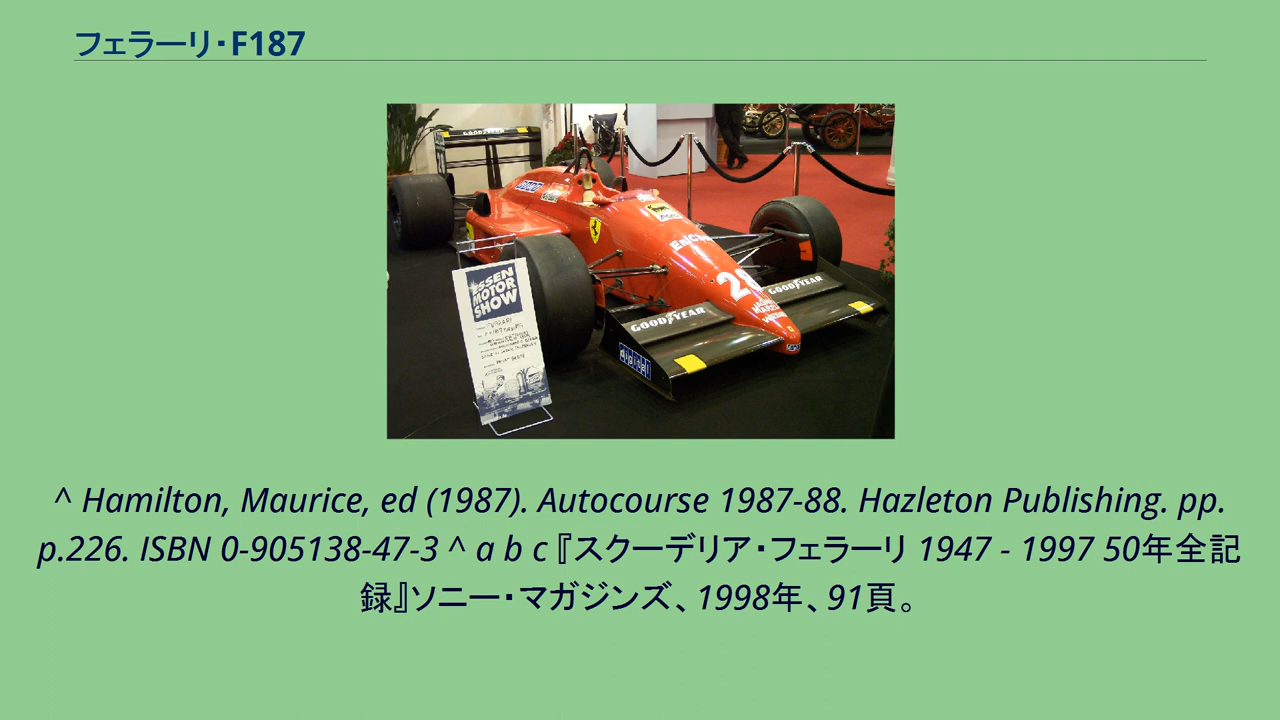 フェラーリ・F187
GOODYEAR
ESSEN
MOTOR
SHOW
GOODYEAR
GOODYEAR
digital
^ Hamilton, Maurice, ed (1987). Autocourse 1987-88. Hazleton Publishing. pp.
p.226. ISBN 0-905138-47-3 ^ a b c 『スクーデリア・フェラーリ 1947 - 1997 50年全記
録』ソニー・マガジンズ、1998年、91頁。